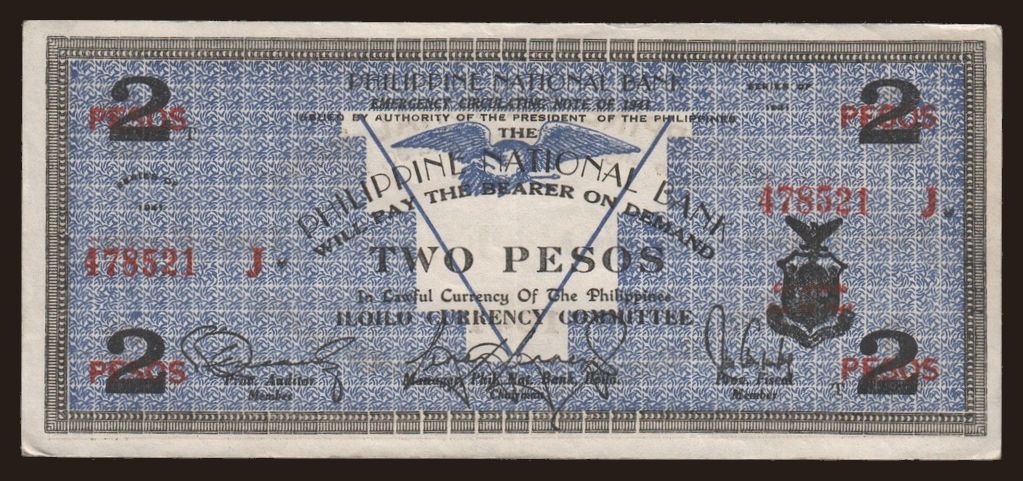 PHILIPPINE NATIONAL BANK
EMERGENCY CIRCULATING NOTE OF 1941
ISSUED BY AUTHORITY OF THE PRESIDENT OF THE PHILIPPINES
2 PESOS
SERIES OF
1941
2 PESOS
THE
PHILIPPINE NATIONAL BANK
WILL PAY THE BEARER ON DEMAND
SERIES OF
1941
478521 J
478521 J
TWO PESOS
In Lawful Currency Of The Philippines
ILOILO CURRENCY COMMITTEE
2 PESOS
Prov. Auditor
Member
Manager, Phil. Nat. Bank, Iloilo.
Chairman
Prov. Fiscal
Member
T
2 PESOS